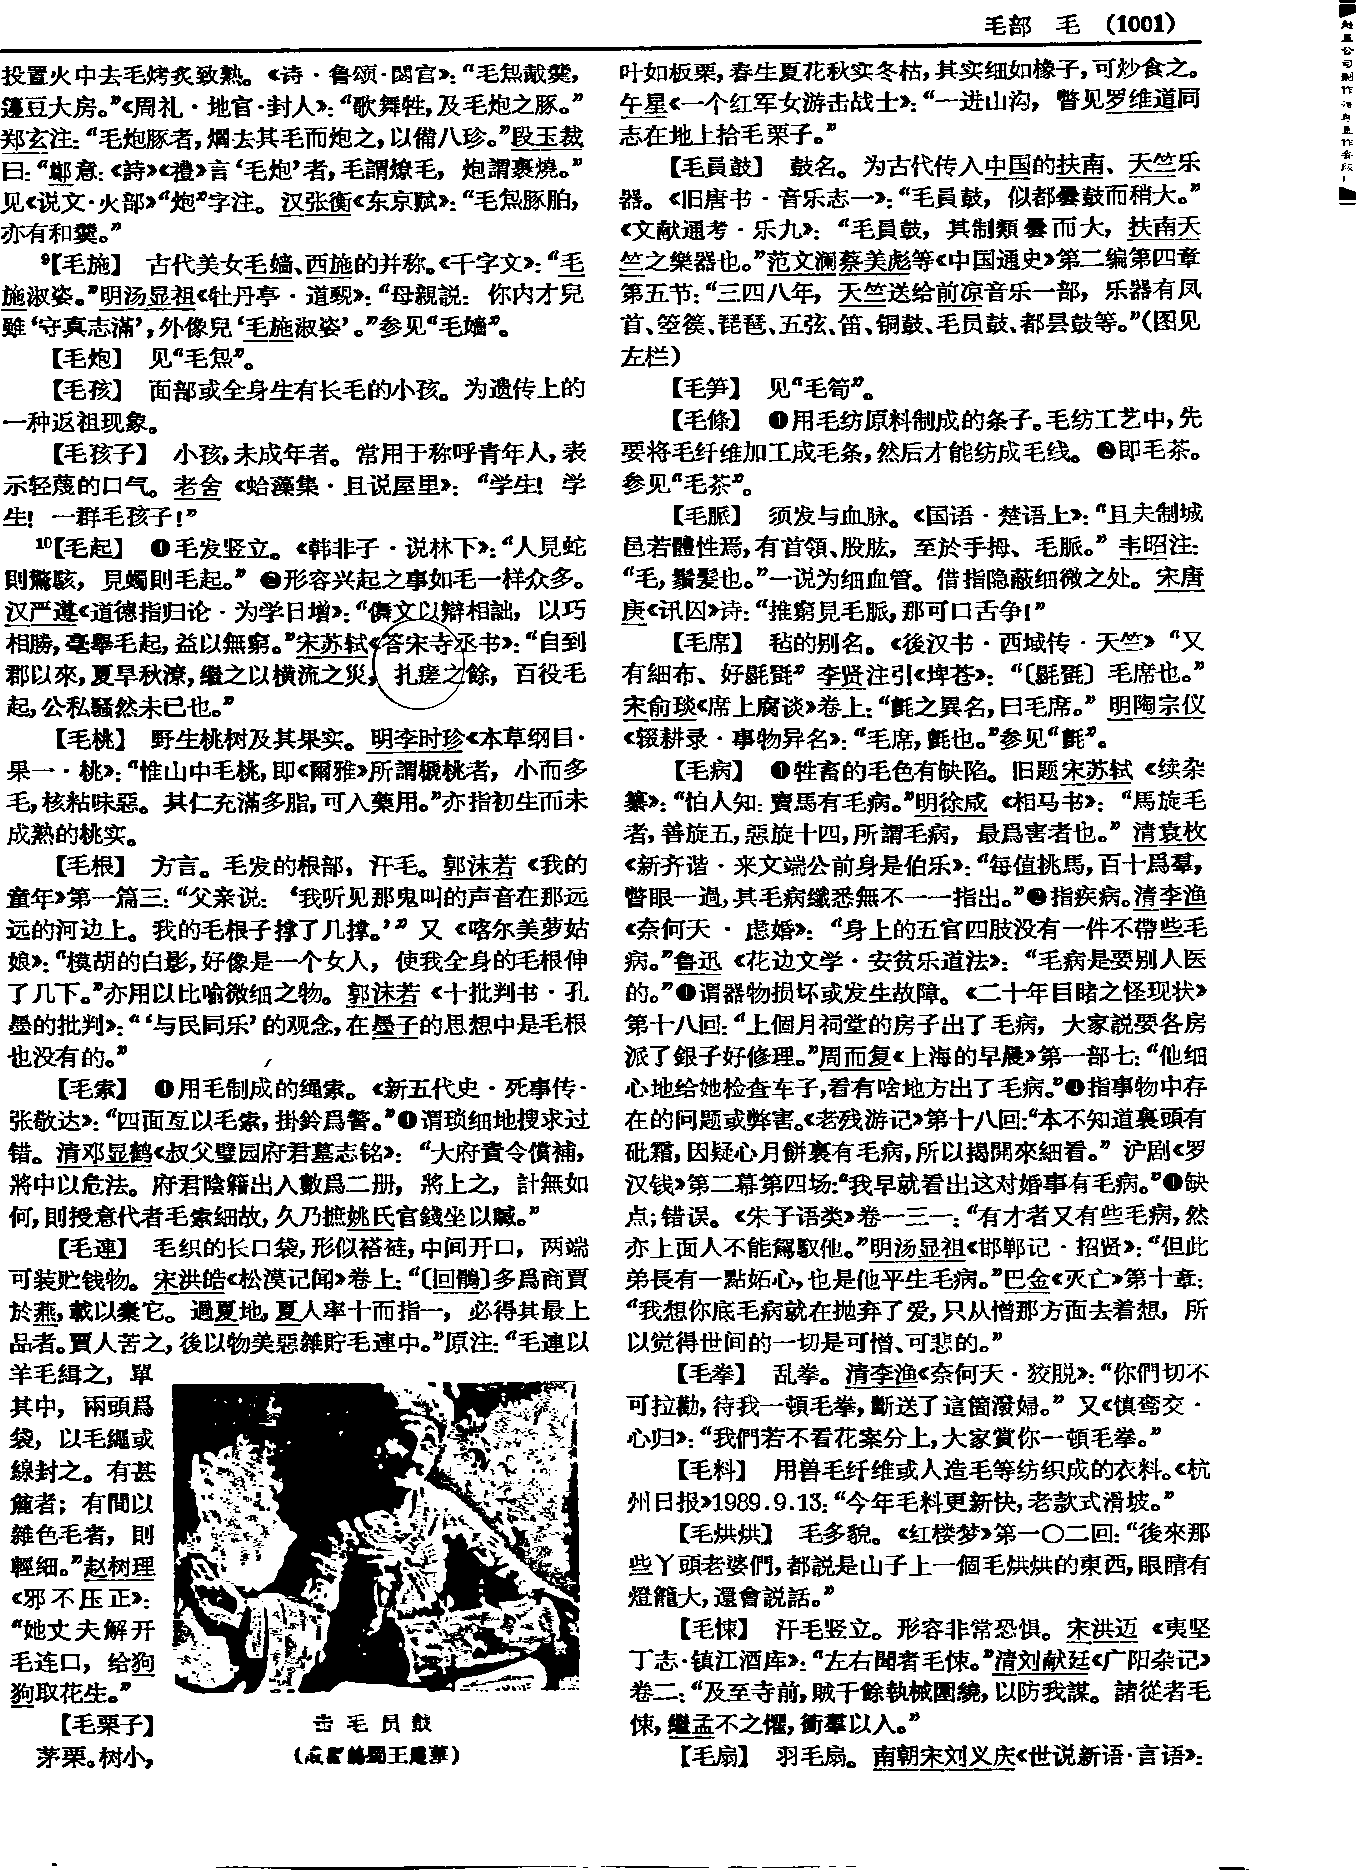 毛部　毛　(1001)
投置火中去毛烤炙致熟。《诗·鲁颂·閟宫》：“毛炰胾羹，
籩豆大房。”《周礼·地官·封人》：“歌舞牲，及毛炮之豚。”
郑玄注：“毛炮豚者，爓去其毛而炮之，以備八珍。”段玉裁
曰：“鄭意：《詩》《禮》言‘毛炮’者，毛謂燎毛，炮謂裹燒。”
见《说文·火部》“炮”字注。汉张衡《东京赋》：“毛炰豚胉，
亦有和羹。”
⁹【毛施】　古代美女毛嫱、西施的并称。《千字文》：“毛
施淑姿。”明汤显祖《牡丹亭·道觋》：“母親説：你内才兒
雖‘守真志滿’，外像兒‘毛施淑姿’。”参见“毛嫱”。
【毛炮】　见“毛炰”。
【毛孩】　面部或全身生有长毛的小孩。为遗传上的
一种返祖现象。
【毛孩子】　小孩，未成年者。常用于称呼青年人，表
示轻蔑的口气。老舍《蛤藻集·且说屋里》：“学生！学
生！一群毛孩子！”
¹⁰【毛起】　❶毛发竖立。《韩非子·说林下》：“人見蛇
則驚駭，見蠋則毛起。”❷形容兴起之事如毛一样众多。
汉严遵《道德指归论·为学日增》：“儛文以辯相詘，以巧
相勝，毫舉毛起，益以無窮。”宋苏轼《答宋寺丞书》：“自到
郡以來，夏旱秋潦，繼之以横流之災，扎瘥之餘，百役毛
起，公私騷然未已也。”
【毛桃】　野生桃树及其果实。明李时珍《本草纲目·
果一·桃》：“惟山中毛桃，即《爾雅》所謂榹桃者，小而多
毛，核粘味惡。其仁充滿多脂，可入藥用。”亦指初生而未
成熟的桃实。
【毛根】　方言。毛发的根部，汗毛。郭沫若《我的
童年》第一篇三：“父亲说：‘我听见那鬼叫的声音在那远
远的河边上。我的毛根子撑了几撑。’”又《喀尔美萝姑
娘》：“模胡的白影，好像是一个女人，使我全身的毛根伸
了几下。”亦用以比喻微细之物。郭沫若《十批判书·孔
墨的批判》：“‘与民同乐’的观念，在墨子的思想中是毛根
也没有的。”
【毛索】　❶用毛制成的绳索。《新五代史·死事传·
张敬达》：“四面亙以毛索，掛鈴爲警。”❷谓琐细地搜求过
错。清邓显鹤《叔父璧园府君墓志铭》：“大府責令償補，
將中以危法。府君陰籍出入數爲二册，將上之，計無如
何，則授意代者毛索細故，久乃摭姚氏官錢坐以贓。”
【毛連】　毛织的长口袋，形似褡裢，中间开口，两端
可装贮钱物。宋洪皓《松漠记闻》卷上：“〔回鶻〕多爲商賈
於燕，載以橐它。過夏地，夏人率十而指一，必得其最上
品者。賈人苦之，後以物美惡雜貯毛連中。”原注：“毛連以
羊毛緝之，單
其中，兩頭爲
袋，以毛繩或
線封之。有甚
麄者；有間以
雜色毛者，則
輕細。”赵树理
《邪不压正》：
“她丈夫解开
毛连口，给狗
狗取花生。”
【毛栗子】
茅栗。树小，
击毛员鼓
叶如板栗，春生夏花秋实冬枯，其实细如橡子，可炒食之。
午星《一个红军女游击战士》：“一进山沟，瞥见罗维道同
志在地上拾毛栗子。”
【毛員鼓】　鼓名。为古代传入中国的扶南、天竺乐
器。《旧唐书·音乐志一》：“毛員鼓，似都曇鼓而稍大。”
《文献通考·乐九》：“毛員鼓，其制類曇而大，扶南天
竺之樂器也。”范文澜蔡美彪等《中国通史》第二编第四章
第五节：“三四八年，天竺送给前凉音乐一部，乐器有凤
首、箜篌、琵琶、五弦、笛、铜鼓、毛员鼓、都昙鼓等。”（图见
左栏）
【毛笋】　见“毛筍”。
【毛條】　❶用毛纺原料制成的条子。毛纺工艺中，先
要将毛纤维加工成毛条，然后才能纺成毛线。❷即毛茶。
参见“毛茶”。
【毛脈】　须发与血脉。《国语·楚语上》：“且夫制城
邑若體性焉，有首領、股肱，至於手拇、毛脈。”韦昭注：
“毛，鬚髮也。”一说为细血管。借指隐蔽细微之处。宋唐
庚《讯囚》诗：“推窮見毛脈，那可口舌争！”
【毛席】　毡的别名。《後汉书·西域传·天竺》“又
有細布、好毾㲪”李贤注引《埤苍》：“〔毾㲪〕毛席也。”
宋俞琰《席上腐谈》卷上：“氈之異名，曰毛席。”明陶宗仪
《辍耕录·事物异名》：“毛席，氈也。”参见“氈”。
【毛病】　❶牲畜的毛色有缺陷。旧题宋苏轼《续杂
纂》：“怕人知：賣馬有毛病。”明徐咸《相马书》：“馬旋毛
者，善旋五，惡旋十四，所謂毛病，最爲害者也。”清袁枚
《新齐谐·来文端公前身是伯乐》：“每值挑馬，百十爲羣，
瞥眼一過，其毛病纖悉無不一一指出。”❷指疾病。清李渔
《奈何天·虑婚》：“身上的五官四肢没有一件不帶些毛
病。”鲁迅《花边文学·安贫乐道法》：“毛病是要别人医
的。”❸谓器物损坏或发生故障。《二十年目睹之怪现状》
第十八回：“上個月祠堂的房子出了毛病，大家説要各房
派了銀子好修理。”周而复《上海的早晨》第一部七：“他细
心地给她检查车子，看有啥地方出了毛病。”❹指事物中存
在的问题或弊害。《老残游记》第十八回：“本不知道裏頭有
砒霜，因疑心月餅裏有毛病，所以揭開來細看。”沪剧《罗
汉钱》第二幕第四场：“我早就看出这对婚事有毛病。”❺缺
点；错误。《朱子语类》卷一三一：“有才者又有些毛病，然
亦上面人不能駕馭他。”明汤显祖《邯郸记·招贤》：“但此
弟長有一點妬心，也是他平生毛病。”巴金《灭亡》第十章：
“我想你底毛病就在抛弃了爱，只从憎那方面去着想，所
以觉得世间的一切是可憎、可悲的。”
【毛拳】　乱拳。清李渔《奈何天·狡脱》：“你們切不
可拉勸，待我一頓毛拳，斷送了這箇潑婦。”又《慎鸾交·
心归》：“我們若不看花案分上，大家賞你一頓毛拳。”
【毛料】　用兽毛纤维或人造毛等纺织成的衣料。《杭
州日报》1989.9.13：“今年毛料更新快，老款式滑坡。”
【毛烘烘】　毛多貌。《红楼梦》第一〇二回：“後來那
些丫頭老婆們，都説是山子上一個毛烘烘的東西，眼睛有
燈籠大，還會説話。”
【毛悚】　汗毛竖立。形容非常恐惧。宋洪迈《夷坚
丁志·镇江酒库》：“左右聞者毛悚。”清刘献廷《广阳杂记》
卷二：“及至寺前，贼千餘執械圍繞，以防我謀。諸從者毛
悚，繼孟不之懼，衝羣以入。”
【毛扇】　羽毛扇。南朝宋刘义庆《世说新语·言语》：